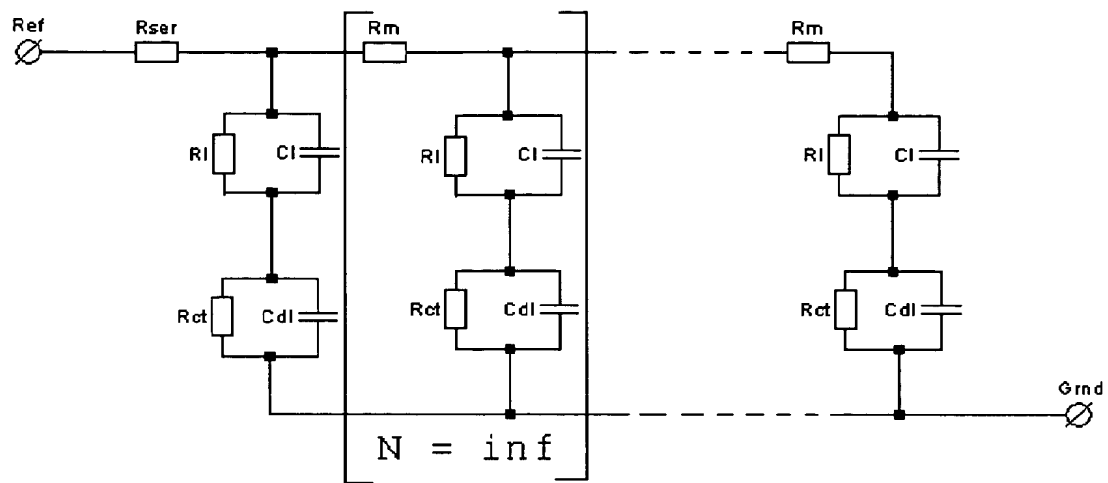 Ref
Rser
Rm
Rm
Rl
Cl
Rl
Cl
Rl
Cl
Rct
Cdl
Rct
Cdl
Rct
Cdl
Grnd
N = inf